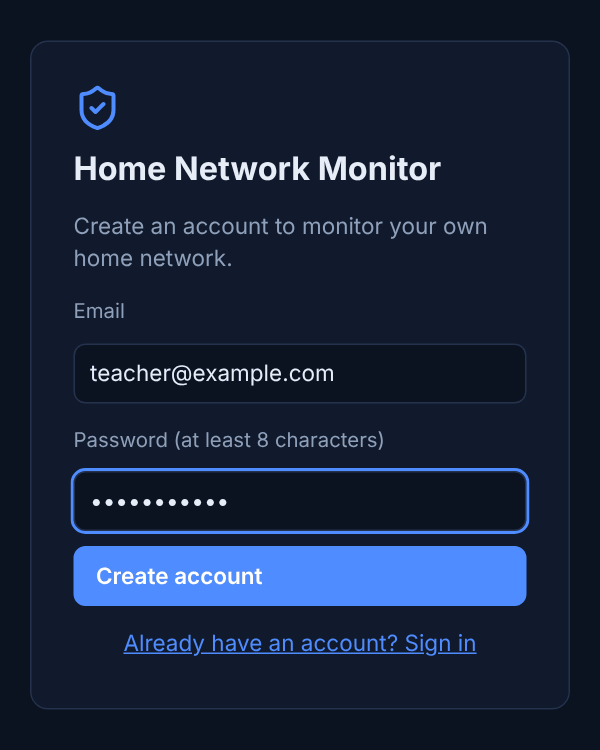 Home Network Monitor
Create an account to monitor your own
home network.
Email
teacher@example.com
Password (at least 8 characters)
•••••••••••
Create account
Already have an account? Sign in